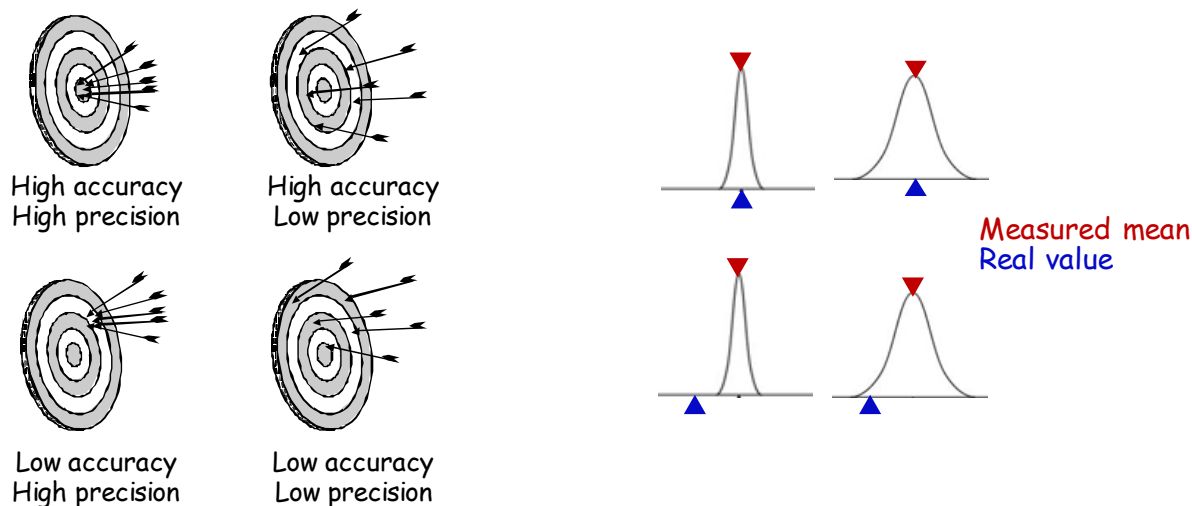 High accuracy
High precision
High accuracy
Low precision
Measured mean
Real value
Low accuracy
High precision
Low accuracy
Low precision